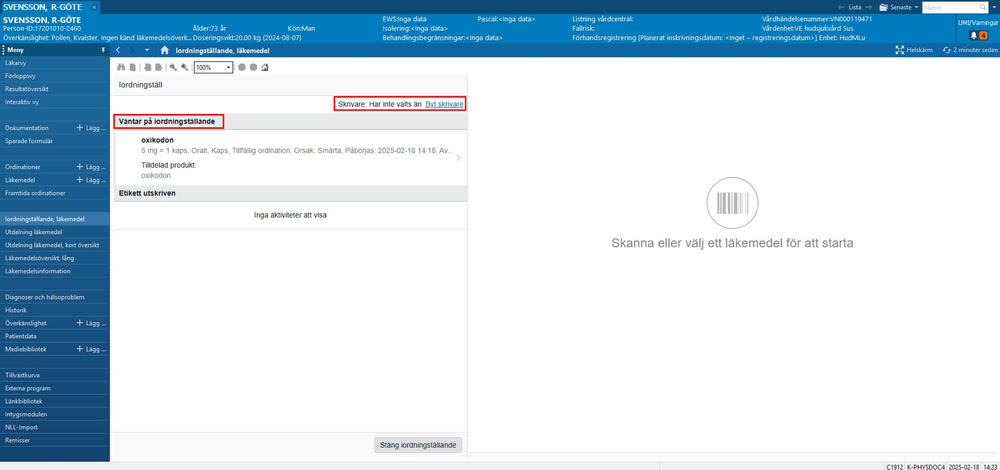 SVENSSON, R-GÖTE
Lista
Senaste
Namn
SVENSSON, R-GÖTE
Person-ID:17201010-2460
Ålder:73 år
Kön:Man
Överkänslighet: Pollen, Kvalster, Ingen känd läkemedelsöverk...
Doseringsvikt:20.00 kg (2024-08-07)
EWS:Inga data
Pascal:<Inga data>
Isolering:<Inga data>
Behandlingsbegränsningar:<Inga data>
Listning vårdcentral:
Fallrisk:
Förhandsregistrering [Planerat inskrivningsdatum: <Inget – registreringsdatum>] Enhet: HudMLu
Vårdhändelsenummer:VN000119471
Vårdenhet:VE hudsjukvård Sus
UMI/Varningar
4
Meny
Iordningställande, läkemedel
Helskärm
2 minuter sedan
Läkarvy
Förloppsvy
Resultatöversikt
Interaktiv vy
Dokumentation + Lägg ...
Sparade formulär
Ordinationer + Lägg ...
Läkemedel + Lägg ...
Framtida ordinationer
Iordningställande, läkemedel
Utdelning läkemedel
Utdelning läkemedel, kort översikt
Läkemedelsöversikt, lång
Läkemedelsinformation
Diagnoser och hälsoproblem
Historik
Överkänslighet + Lägg ...
Patientdata
Mediebibliotek + Lägg ...
Tillväxtkurva
Externa program
Länkbibliotek
Intygsmodulen
NLL-Import
Remisser
100%
Iordningställ
Skrivare: Har inte valts än Byt skrivare
Väntar på iordningställande
oxikodon
5 mg = 1 kaps, Oralt, Kaps, Tillfällig ordination, Orsak: Smärta, Påbörjas: 2025-02-18 14:18, Av...
Tilldelad produkt:
oxikodon
Etikett utskriven
Inga aktiviteter att visa
Stäng iordningställande
Skanna eller välj ett läkemedel för att starta
C1912 K-PHYSDOC4 2025-02-18 14:23